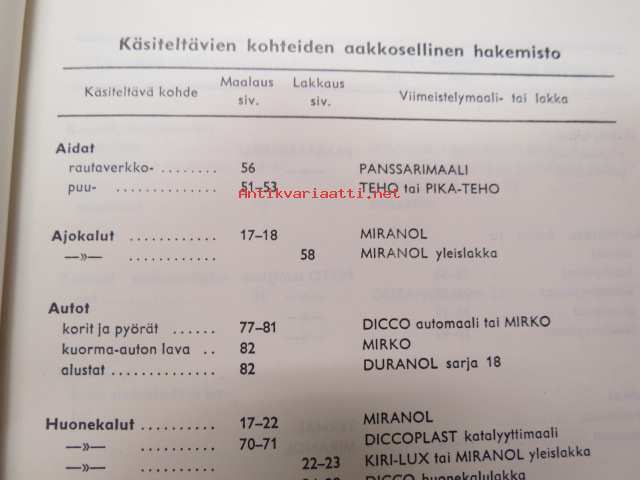 Käsiteltävien kohteiden aakkosellinen hakemisto
Käsiteltävä kohde Maalaus siv. Lakkaus siv. Viimeistelymaali- tai lakka
Aidat
rautaverkko- ........ 56 PANSSARIMAALI
puu- ............ 51–53 TEHO tai PIKA-TEHO
Antikvariaatti.net
Ajokalut ............ 17–18 MIRANOL
—»— ............ 58 MIRANOL yleislakka
Autot
korit ja pyörät ...... 77–81 DICCO automaali tai MIRKO
kuorma-auton lava .. 82 MIRKO
alustat .............. 82 DURANOL sarja 18
Huonekalut .......... 17–22 MIRANOL
—»— .......... 70–71 DICCOPLAST katalyyttimaali
—»— .......... 22–23 KIRI-LUX tai MIRANOL yleislakka
DICCO huonekalulakka